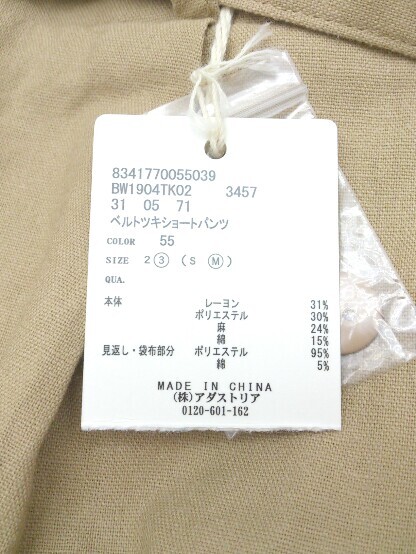 8341770055039
BW1904TK02 3457
31 05 71
ベルトツキショートパンツ
COLOR 55
SIZE 2 ③ ( S Ⓜ )
QUA.
本体 レーヨン 31%
ポリエステル 30%
麻 24%
綿 15%
見返し・袋布部分 ポリエステル 95%
綿 5%
MADE IN CHINA
(株)アダストリア
0120-601-162